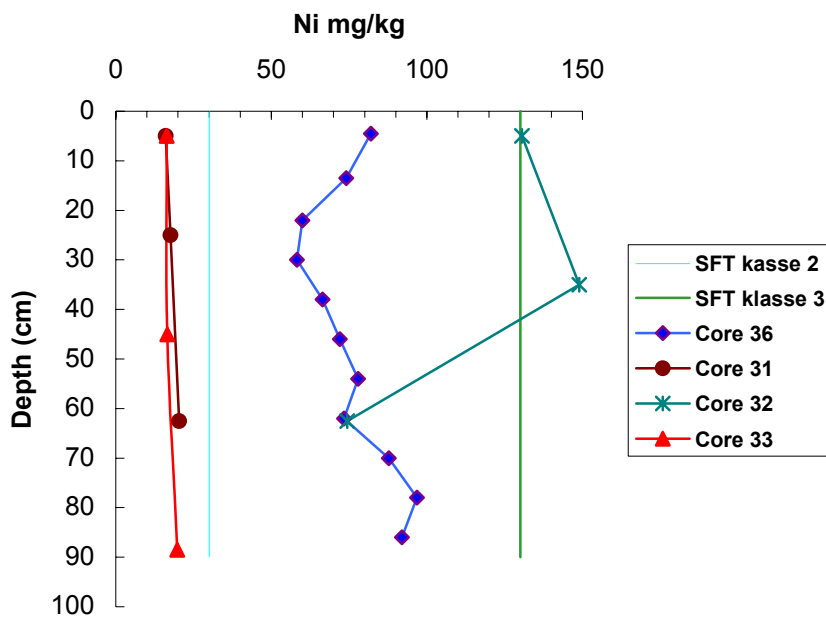 Ni mg/kg
0 50 100 150
0
10
20
30
40
50
60
70
80
90
100
Depth (cm)
SFT kasse 2
SFT klasse 3
Core 36
Core 31
Core 32
Core 33